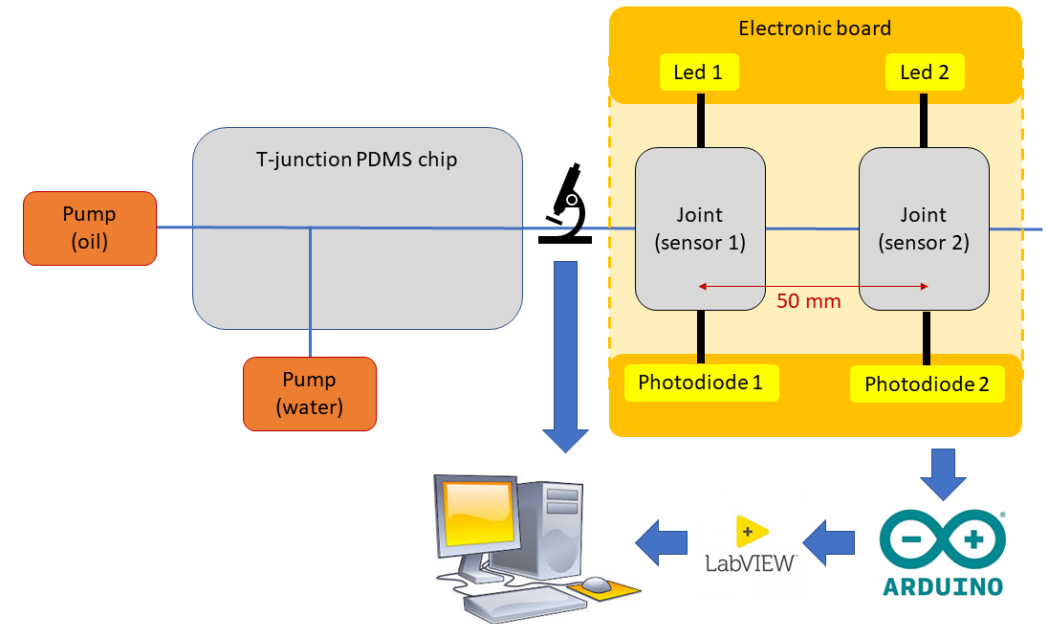 Electronic board
Led 1
Led 2
T-junction PDMS chip
Pump
(oil)
Joint
(sensor 1)
Joint
(sensor 2)
50 mm
Pump
(water)
Photodiode 1
Photodiode 2
LabVIEW™
ARDUINO®